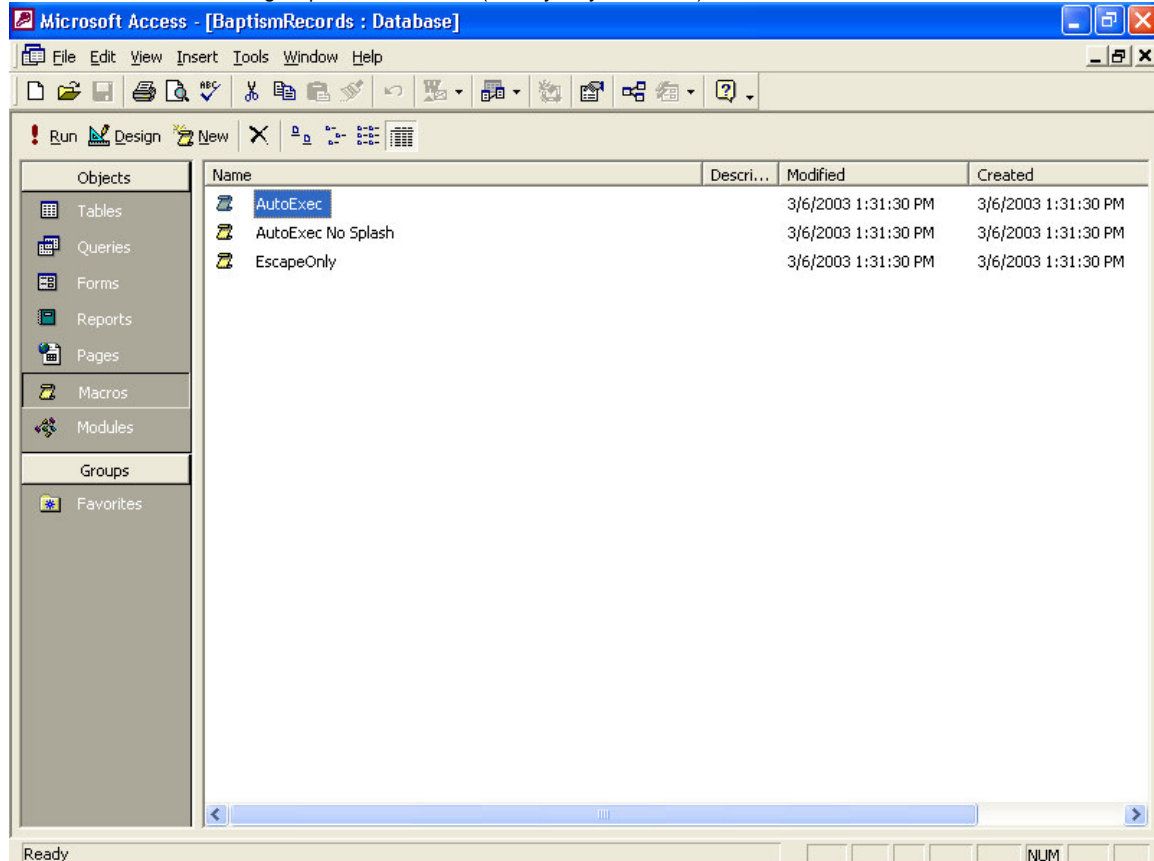 Microsoft Access - [BaptismRecords : Database]
File Edit View Insert Tools Window Help
ABC
Run Design New
Objects Name Descri... Modified Created
Tables AutoExec 3/6/2003 1:31:30 PM 3/6/2003 1:31:30 PM
Queries AutoExec No Splash 3/6/2003 1:31:30 PM 3/6/2003 1:31:30 PM
Forms EscapeOnly 3/6/2003 1:31:30 PM 3/6/2003 1:31:30 PM
Reports
Pages
Macros
Modules
Groups
Favorites
Ready NUM